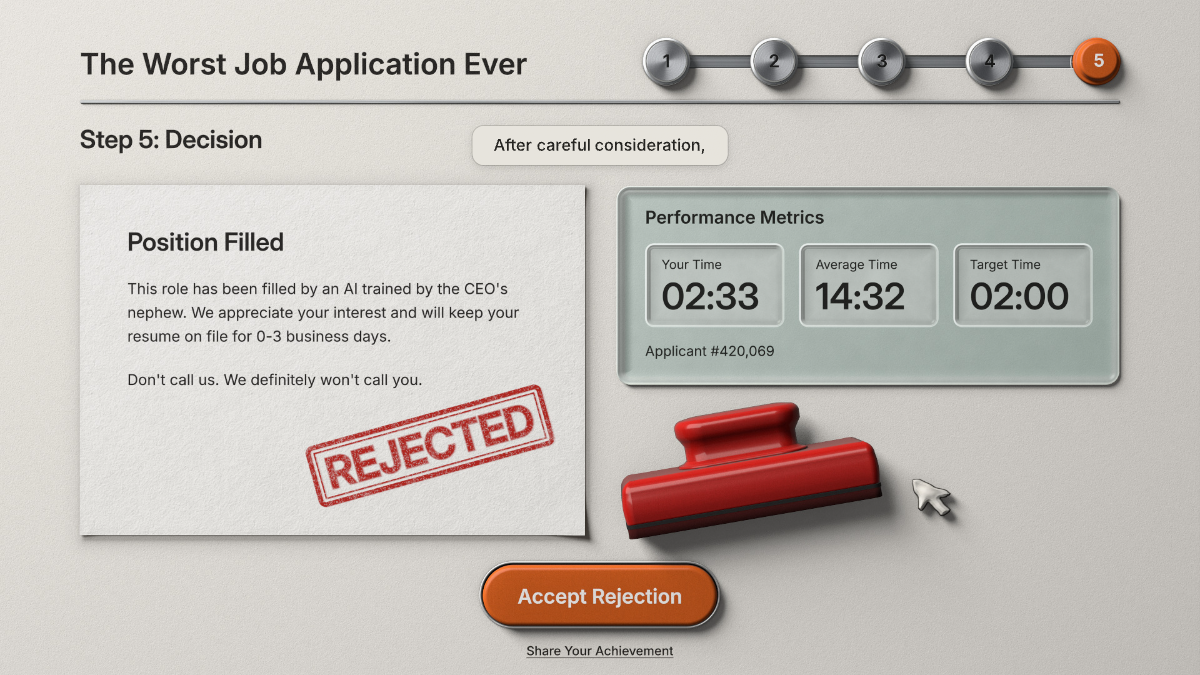 The Worst Job Application Ever
1 2 3 4 5
Step 5: Decision
After careful consideration,
Position Filled
This role has been filled by an AI trained by the CEO's
nephew. We appreciate your interest and will keep your
resume on file for 0-3 business days.
Don't call us. We definitely won't call you.
REJECTED
Performance Metrics
Your Time
02:33
Average Time
14:32
Target Time
02:00
Applicant #420,069
Accept Rejection
Share Your Achievement